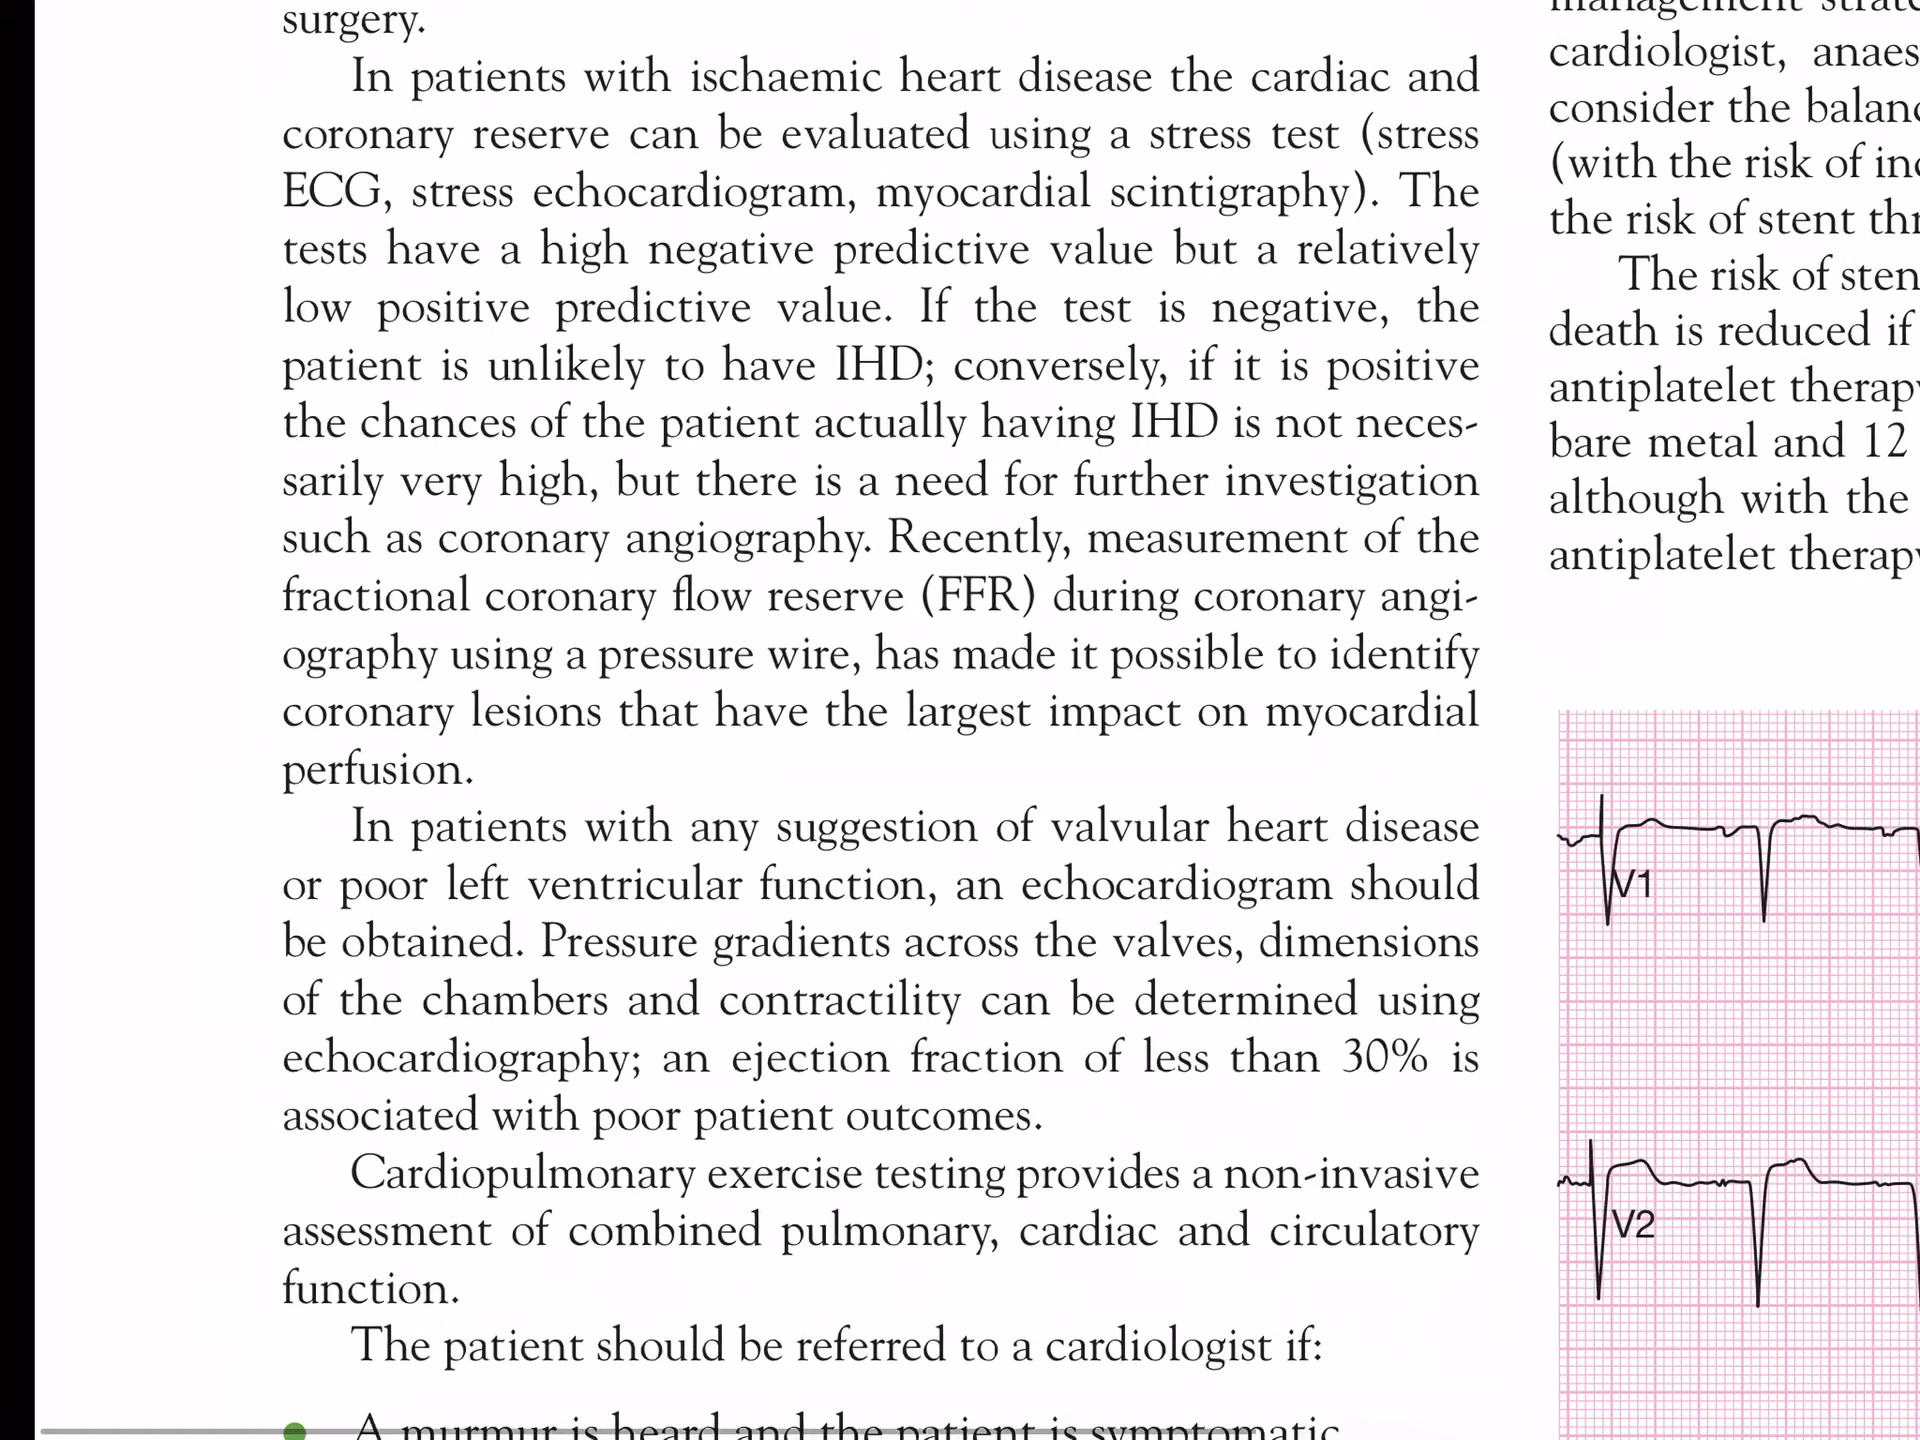 surgery.
In patients with ischaemic heart disease the cardiac and
coronary reserve can be evaluated using a stress test (stress
ECG, stress echocardiogram, myocardial scintigraphy). The
tests have a high negative predictive value but a relatively
low positive predictive value. If the test is negative, the
patient is unlikely to have IHD; conversely, if it is positive
the chances of the patient actually having IHD is not neces-
sarily very high, but there is a need for further investigation
such as coronary angiography. Recently, measurement of the
fractional coronary flow reserve (FFR) during coronary angi-
ography using a pressure wire, has made it possible to identify
coronary lesions that have the largest impact on myocardial
perfusion.
In patients with any suggestion of valvular heart disease
or poor left ventricular function, an echocardiogram should
be obtained. Pressure gradients across the valves, dimensions
of the chambers and contractility can be determined using
echocardiography; an ejection fraction of less than 30% is
associated with poor patient outcomes.
Cardiopulmonary exercise testing provides a non-invasive
assessment of combined pulmonary, cardiac and circulatory
function.
The patient should be referred to a cardiologist if:
A murmur is heard and the patient is symptomatic
management
cardiologist,
consider the
(with the risk of
the risk of stent
The risk of
death is reduced if
antiplatelet
bare metal and 12
although with the
antiplatelet
V1
V2